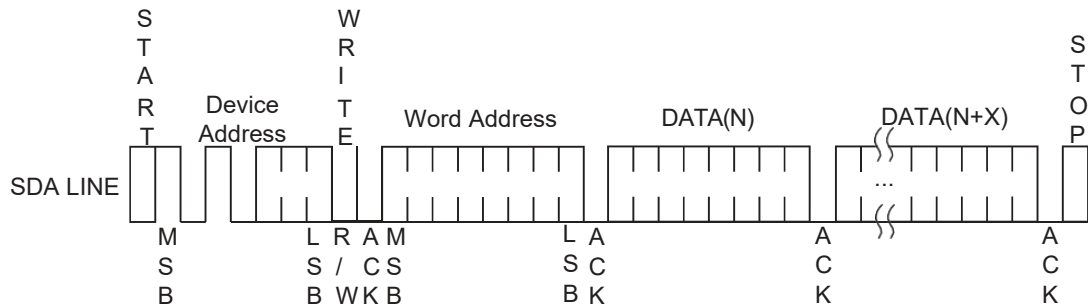 START
WRITE
STOP
Device
Address
Word Address
DATA(N)
DATA(N+X)
SDA LINE
...
MSB
LSB
R/W
ACK
MSB
LSB
ACK
ACK
ACK